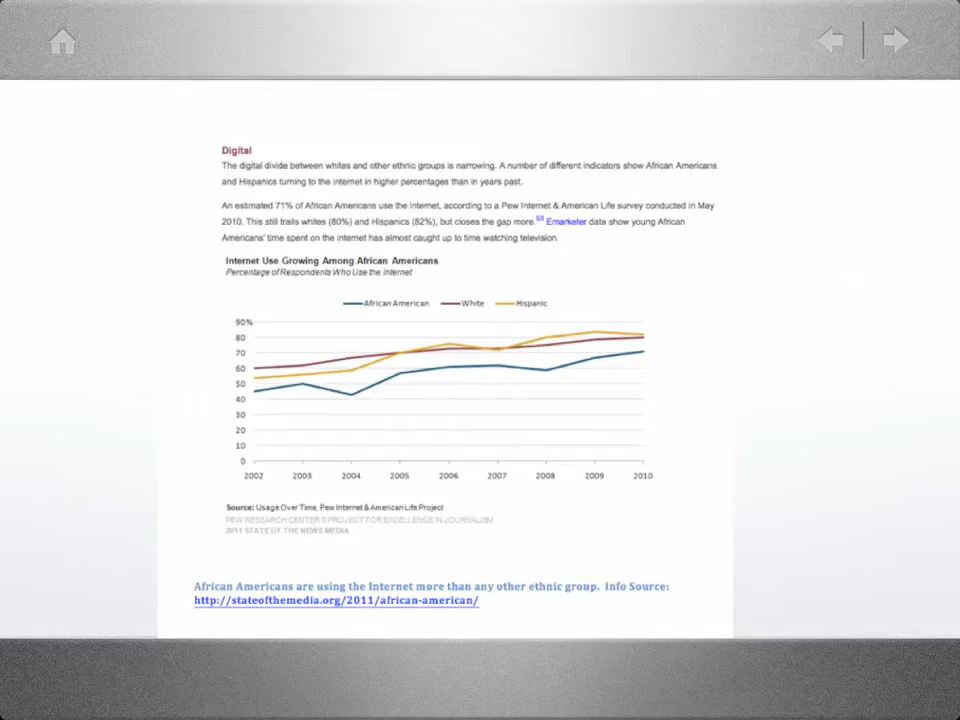 Digital
The digital divide between whites and other ethnic groups is narrowing. A number of different indicators show African Americans
and Hispanics turning to the internet in higher percentages than in years past.
An estimated 71% of African Americans use the internet, according to a Pew Internet & American Life survey conducted in May
2010. This still trails whites (80%) and Hispanics (82%), but closes the gap more.53 Emarketer data show young African
Americans' time spent on the internet has almost caught up to time watching television.
Internet Use Growing Among African Americans
Percentage of Respondents Who Use the Internet
African American White Hispanic
90%
80
70
60
50
40
30
20
10
0
2002 2003 2004 2005 2006 2007 2008 2009 2010
Source: Usage Over Time, Pew Internet & American Life Project
PEW RESEARCH CENTER'S PROJECT FOR EXCELLENCE IN JOURNALISM
2011 STATE OF THE NEWS MEDIA
African Americans are using the Internet more than any other ethnic group. Info Source:
http://stateofthemedia.org/2011/african-american/